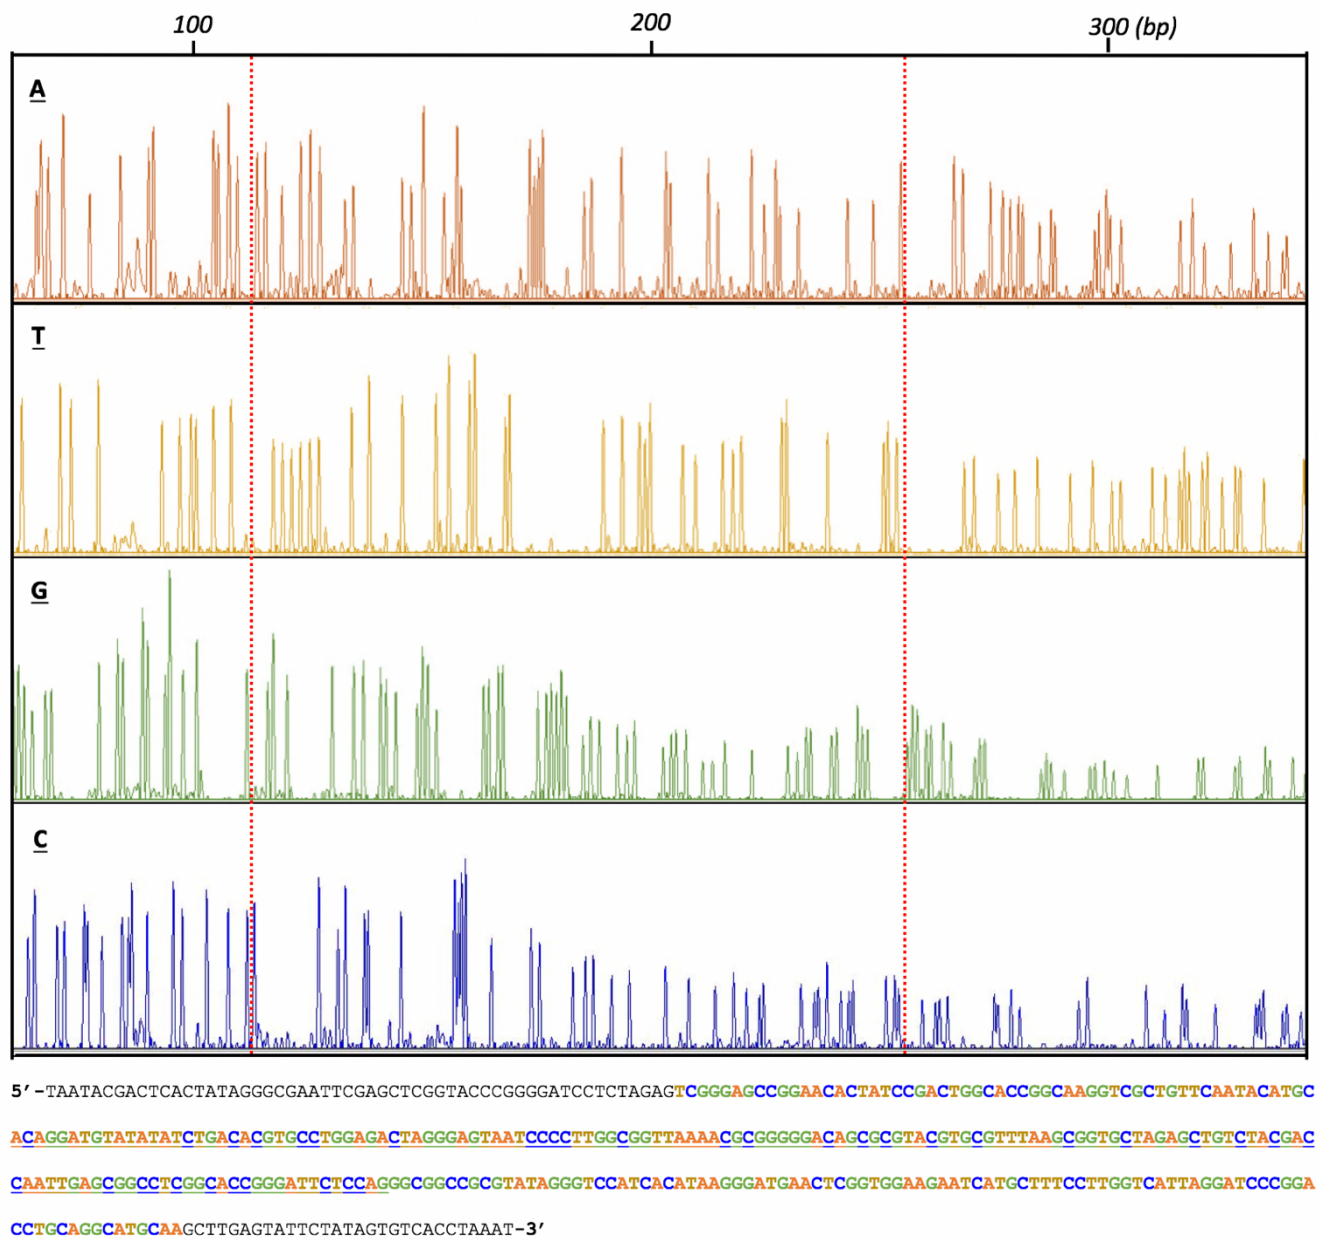 100 200 300 (bp)
A
T
G
C
5′-TAATACGACTCACTATAGGGCGAATTCGAGCTCGGTACCCGGGGATCCTCTAGAGTCGGGAGCCGGAACACTATCCGACTGGCACCGGCAAGGTCGCTGTTCAATACATGC
ACAGGATGTATATATCTGACACGTGCCTGGAGACTAGGGAGTAATCCCCTTGGCGGTTAAAACGCGGGGGACAGCGCGTACGTGCGTTTAAGCGGTGCTAGAGCTGTCTACGAC
CAATTGAGCGGCCTCGGCACCGGGATTCTCCAGGGCGGCCGCGTATAGGGTCCATCACATAAGGGATGAACTCGGTGGAAGAATCATGCTTTCCTTGGTCATTAGGATCCCGGA
CCTGCAGGCATGCAAGCTTGAGTATTCTATAGTGTCACCTAAAT-3′